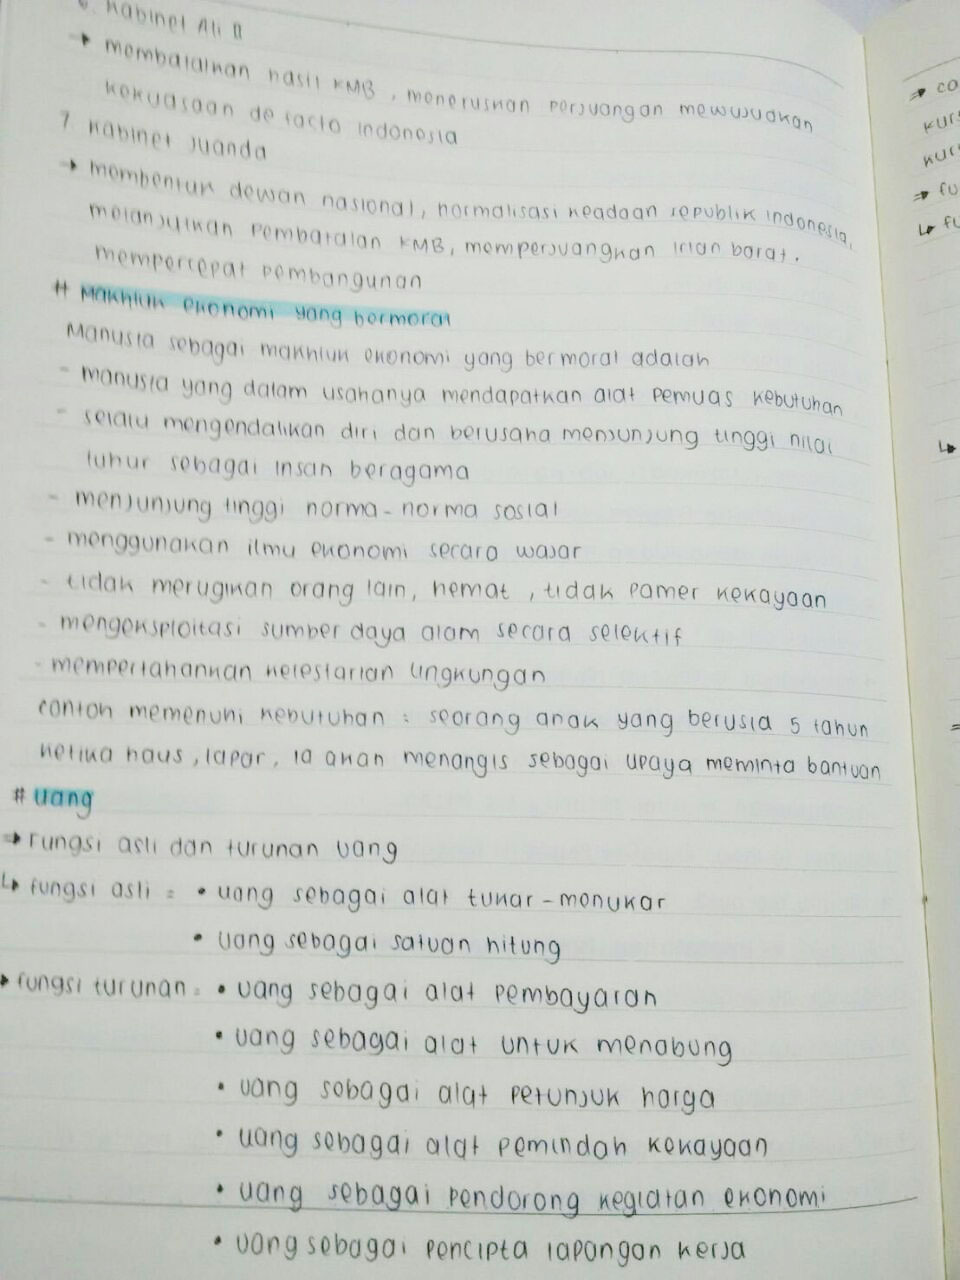 6. Kabinet Ali II
→ membatalkan hasil KMB, meneruskan perjuangan mewujudkan
kekuasaan de facto Indonesia
7. Kabinet Juanda
→ membentuk dewan nasional, normalisasi keadaan republik Indonesia,
melanjutkan pembatalan KMB, memperjuangkan irian barat.
mempercepat pembangunan
# Makhluk ekonomi yang bermoral
Manusia sebagai makhluk ekonomi yang bermoral adalah
- manusia yang dalam usahanya mendapatkan alat pemuas kebutuhan
- selalu mengendalikan diri dan berusaha menjunjung tinggi nilai
luhur sebagai insan beragama
- menjunjung tinggi norma-norma sosial
- menggunakan ilmu ekonomi secara wajar
- tidak merugikan orang lain, hemat, tidak pamer kekayaan
- mengeksploitasi sumber daya alam secara selektif
- mempertahankan kelestarian lingkungan
contoh memenuhi kebutuhan : seorang anak yang berusia 5 tahun
ketika haus, lapar, ia akan menangis sebagai upaya meminta bantuan
# Uang
⇒ Fungsi asli dan turunan uang
↳ fungsi asli = • uang sebagai alat tukar-menukar
• uang sebagai satuan hitung
↳ fungsi turunan = • uang sebagai alat pembayaran
• uang sebagai alat untuk menabung
• uang sebagai alat petunjuk harga
• uang sebagai alat pemindah kekayaan
• uang sebagai pendorong kegiatan ekonomi
• uang sebagai pencipta lapangan kerja